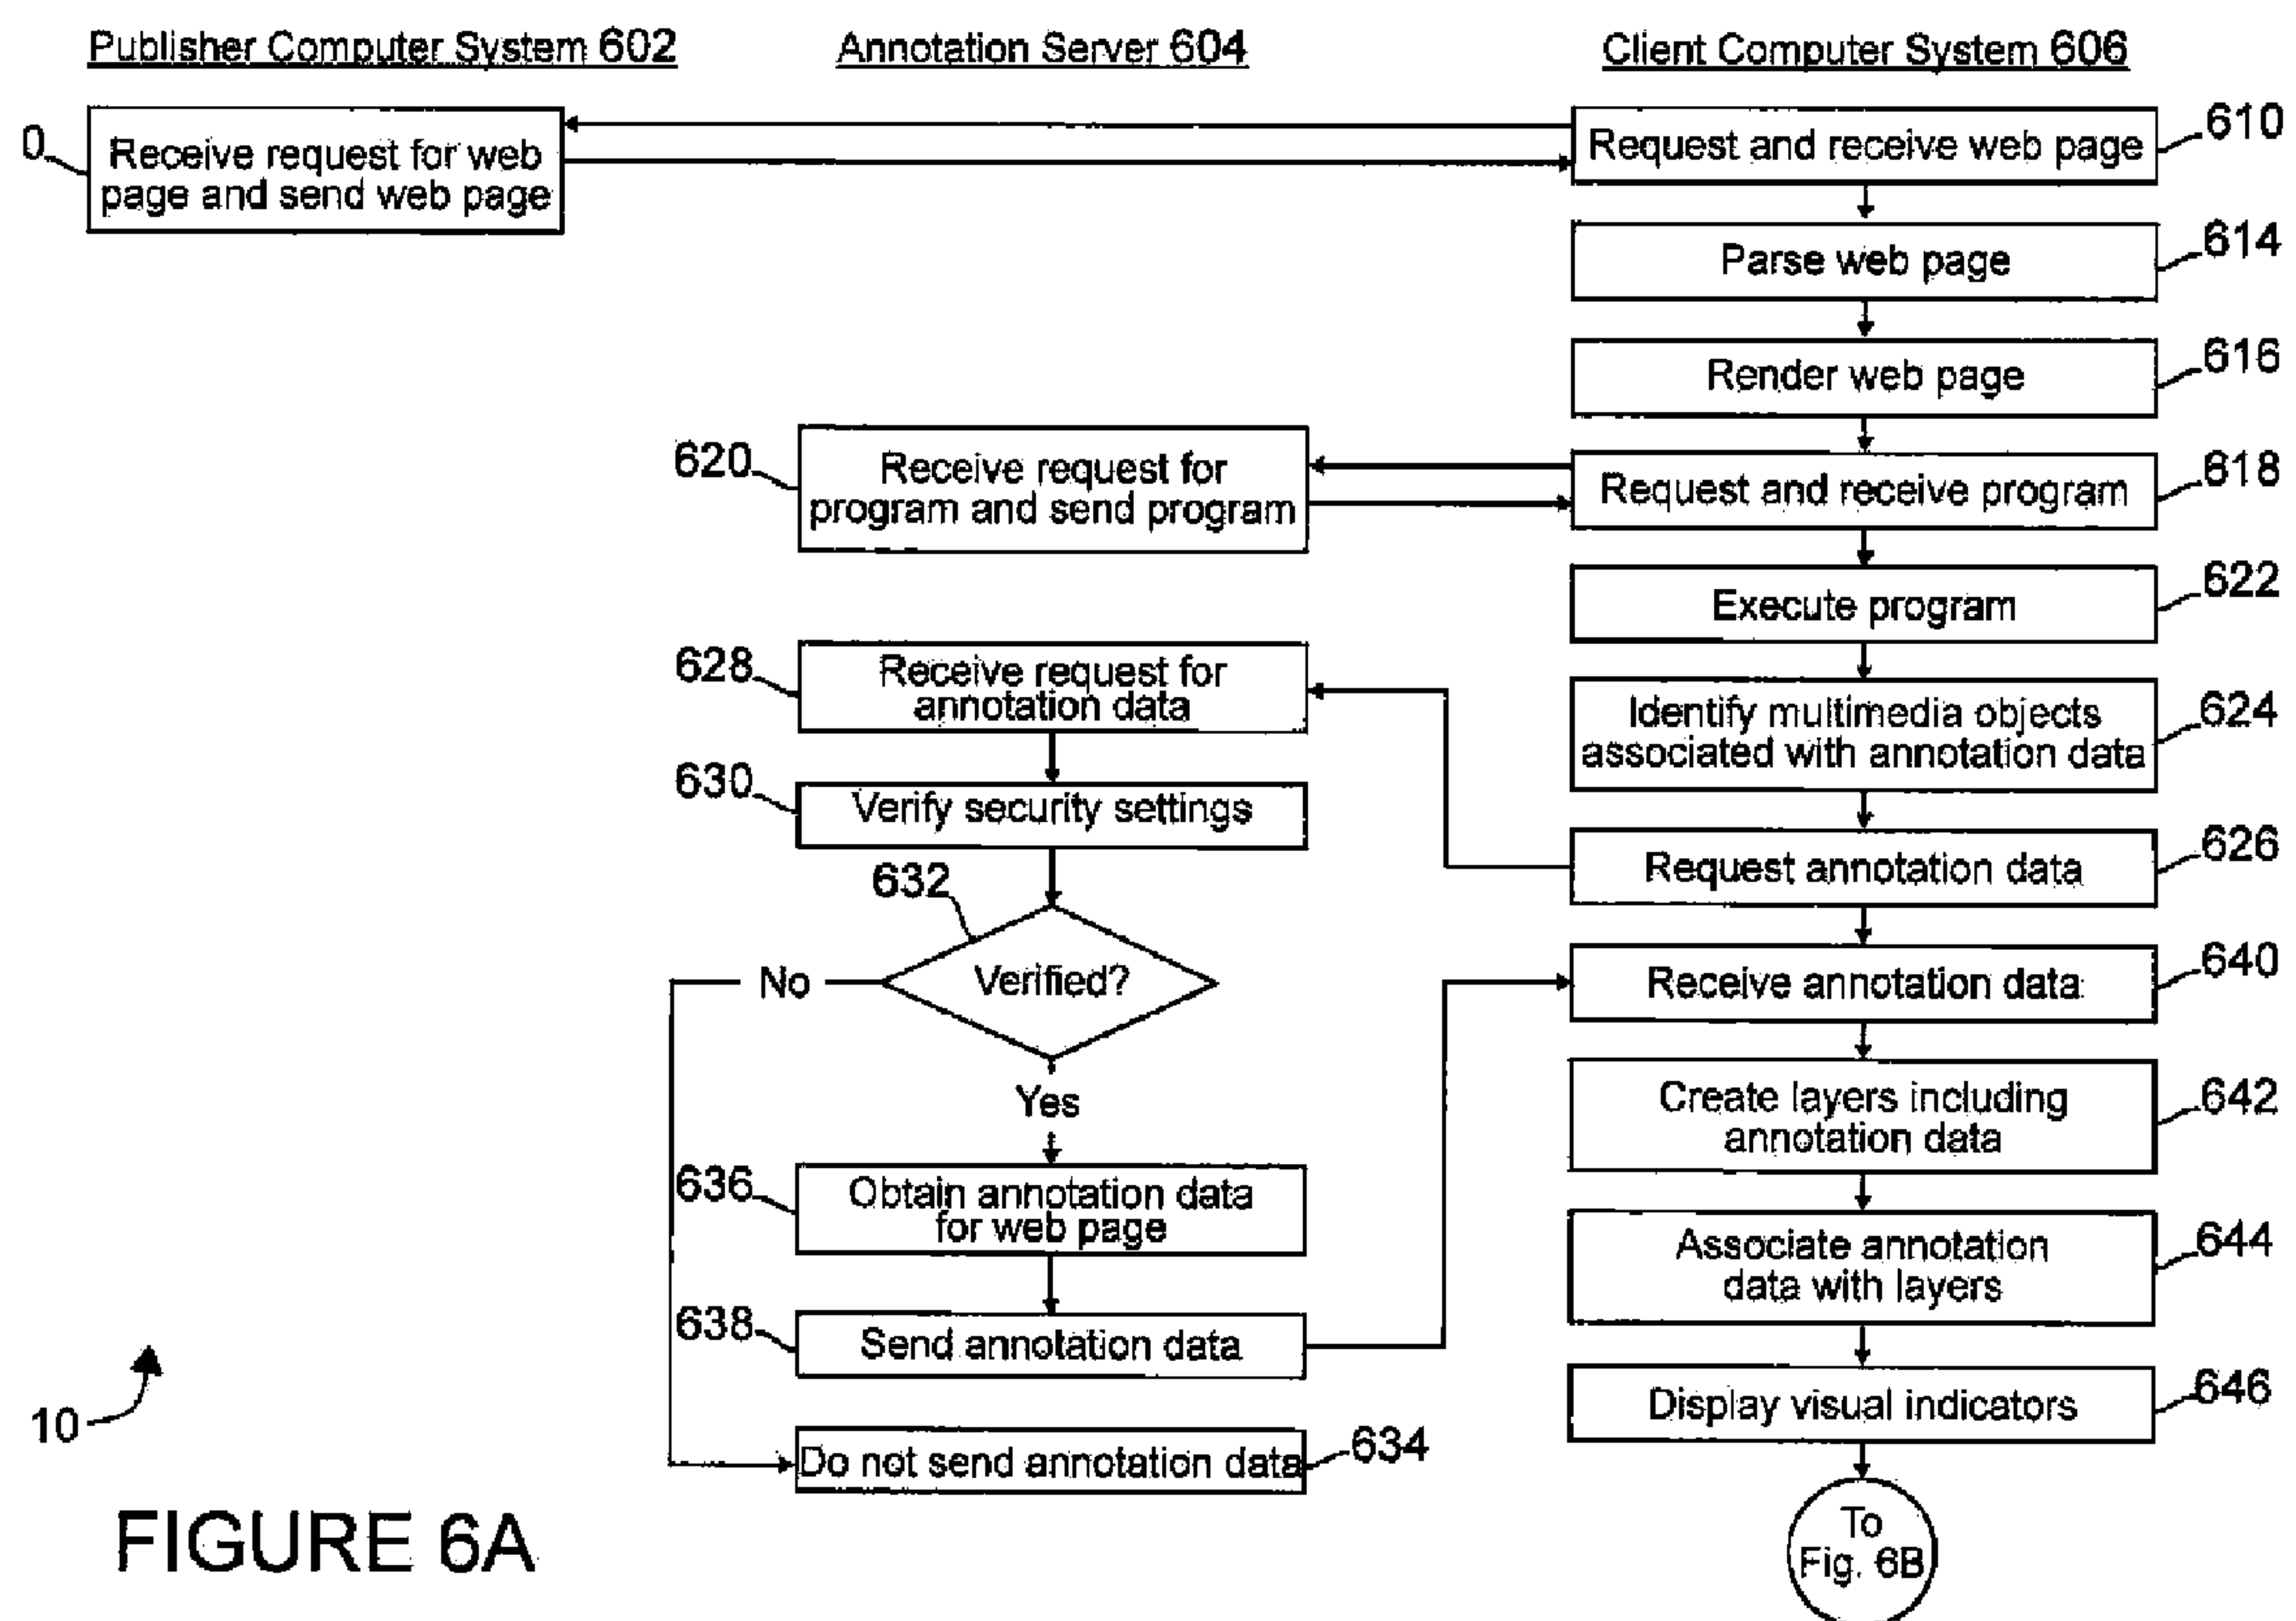 Publisher Computer System 602
Annotation Server 604
Client Computer System 606
0
Receive request for web
page and send web page
Request and receive web page
610
Parse web page
614
Render web page
616
620
Receive request for
program and send program
Request and receive program
618
Execute program
622
628
Receive request for
annotation data
Identify multimedia objects
associated with annotation data
624
630
Verify security settings
Request annotation data
626
632
Verified?
No
Yes
Receive annotation data
640
Create layers including
annotation data
642
636
Obtain annotation data
for web page
Associate annotation
data with layers
644
638
Send annotation data
Display visual indicators
646
10
Do not send annotation data
634
To
Fig. 6B
FIGURE 6A